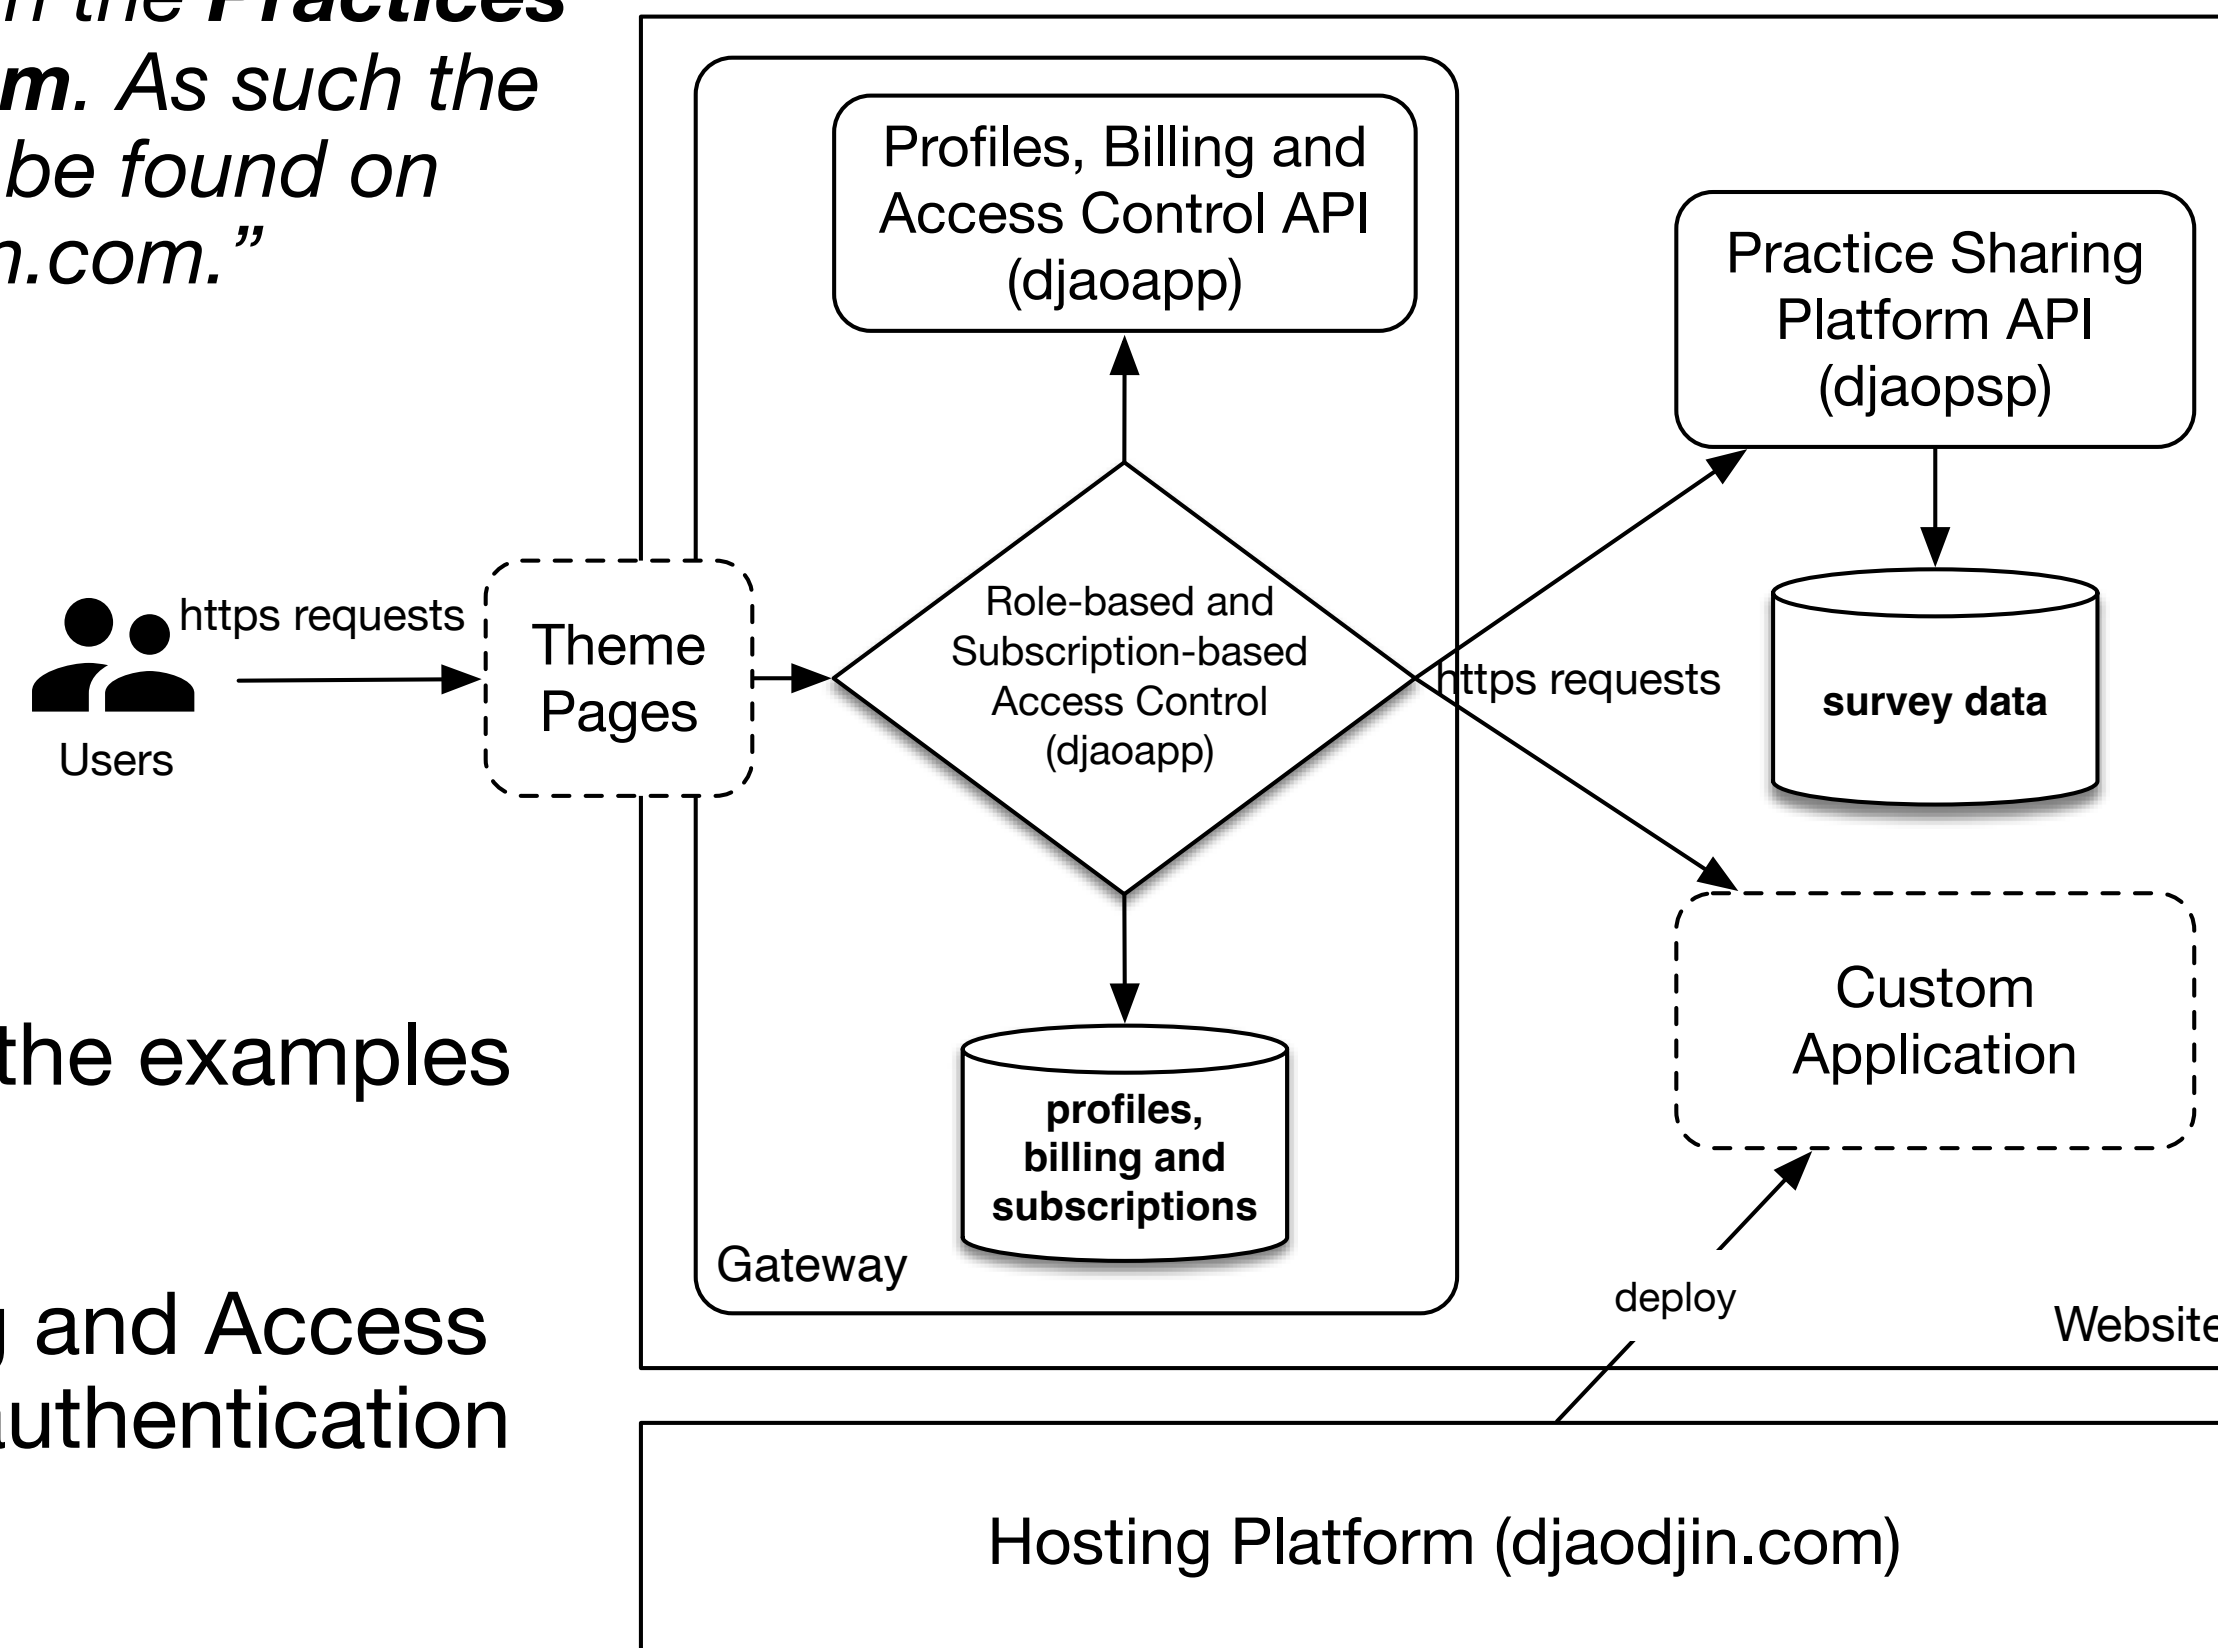 n the Practices
m. As such the
be found on
n.com.”
the examples
g and Access
authentication
Users
https requests
Theme
Pages
Profiles, Billing and
Access Control API
(djaoapp)
Role-based and
Subscription-based
Access Control
(djaoapp)
profiles,
billing and
subscriptions
Gateway
https requests
Practice Sharing
Platform API
(djaopsp)
survey data
Custom
Application
deploy
Website
Hosting Platform (djaodjin.com)